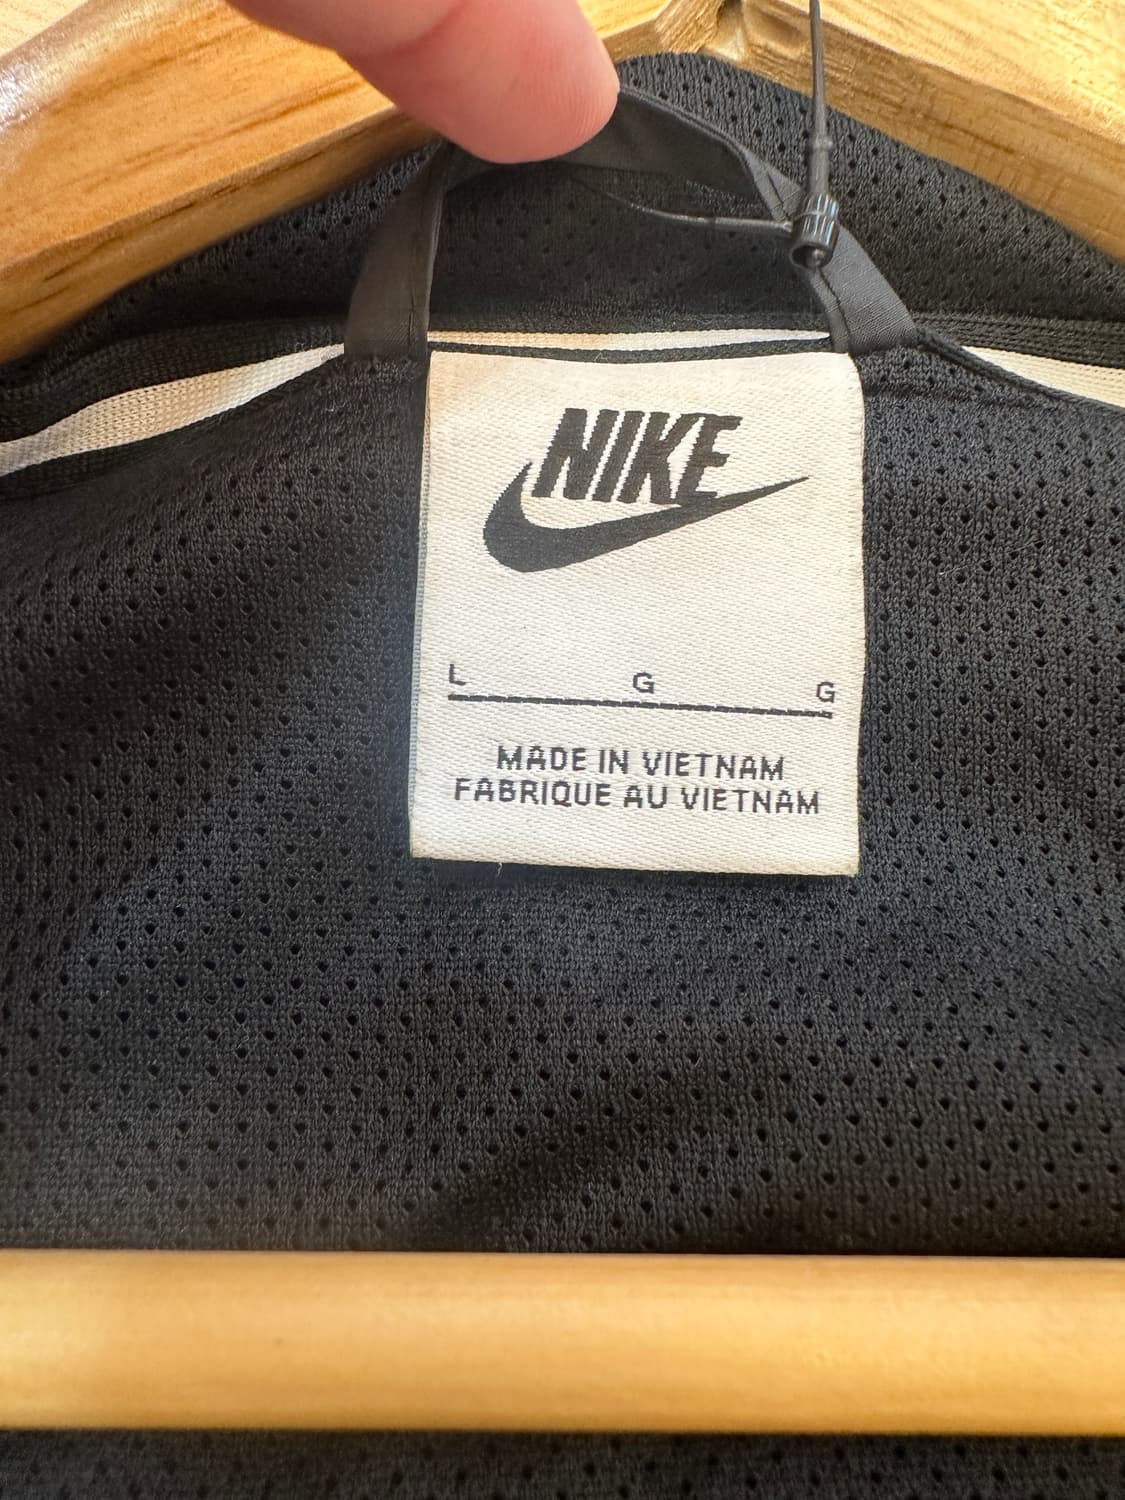 NIKE
L G G
MADE IN VIETNAM
FABRIQUE AU VIETNAM